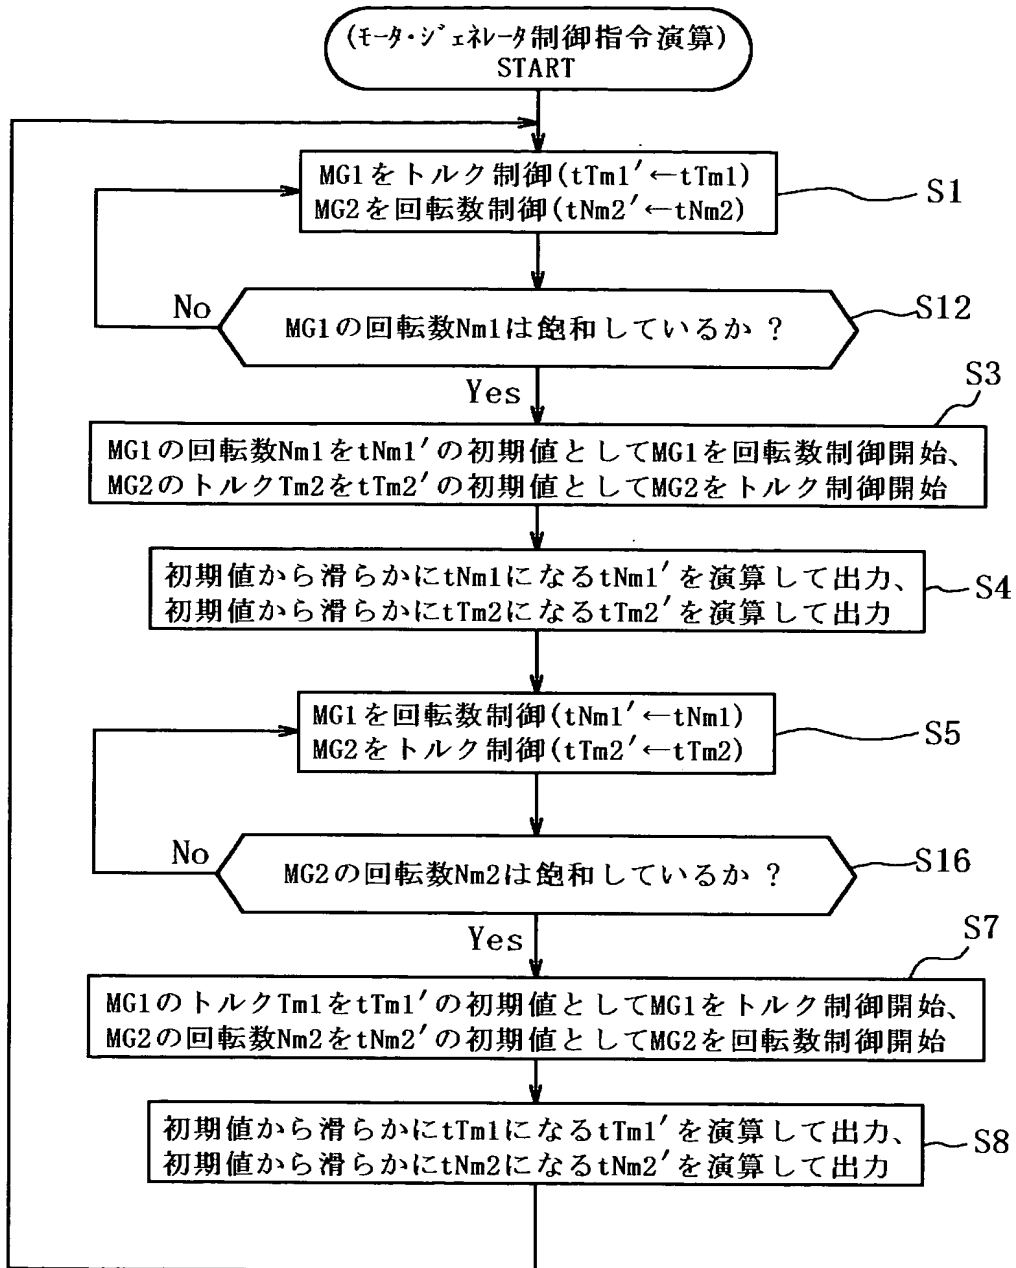 (モータ・ジェネレータ制御指令演算)
START
MG1をトルク制御(tTm1′←tTm1)
MG2を回転数制御(tNm2′←tNm2)
S1
MG1の回転数Nm1は飽和しているか？
S12
No
Yes
S3
MG1の回転数Nm1をtNm1′の初期値としてMG1を回転数制御開始、
MG2のトルクTm2をtTm2′の初期値としてMG2をトルク制御開始
初期値から滑らかにtNm1になるtNm1′を演算して出力、
初期値から滑らかにtTm2になるtTm2′を演算して出力
S4
MG1を回転数制御(tNm1′←tNm1)
MG2をトルク制御(tTm2′←tTm2)
S5
MG2の回転数Nm2は飽和しているか？
S16
No
Yes
S7
MG1のトルクTm1をtTm1′の初期値としてMG1をトルク制御開始、
MG2の回転数Nm2をtNm2′の初期値としてMG2を回転数制御開始
初期値から滑らかにtTm1になるtTm1′を演算して出力、
初期値から滑らかにtNm2になるtNm2′を演算して出力
S8